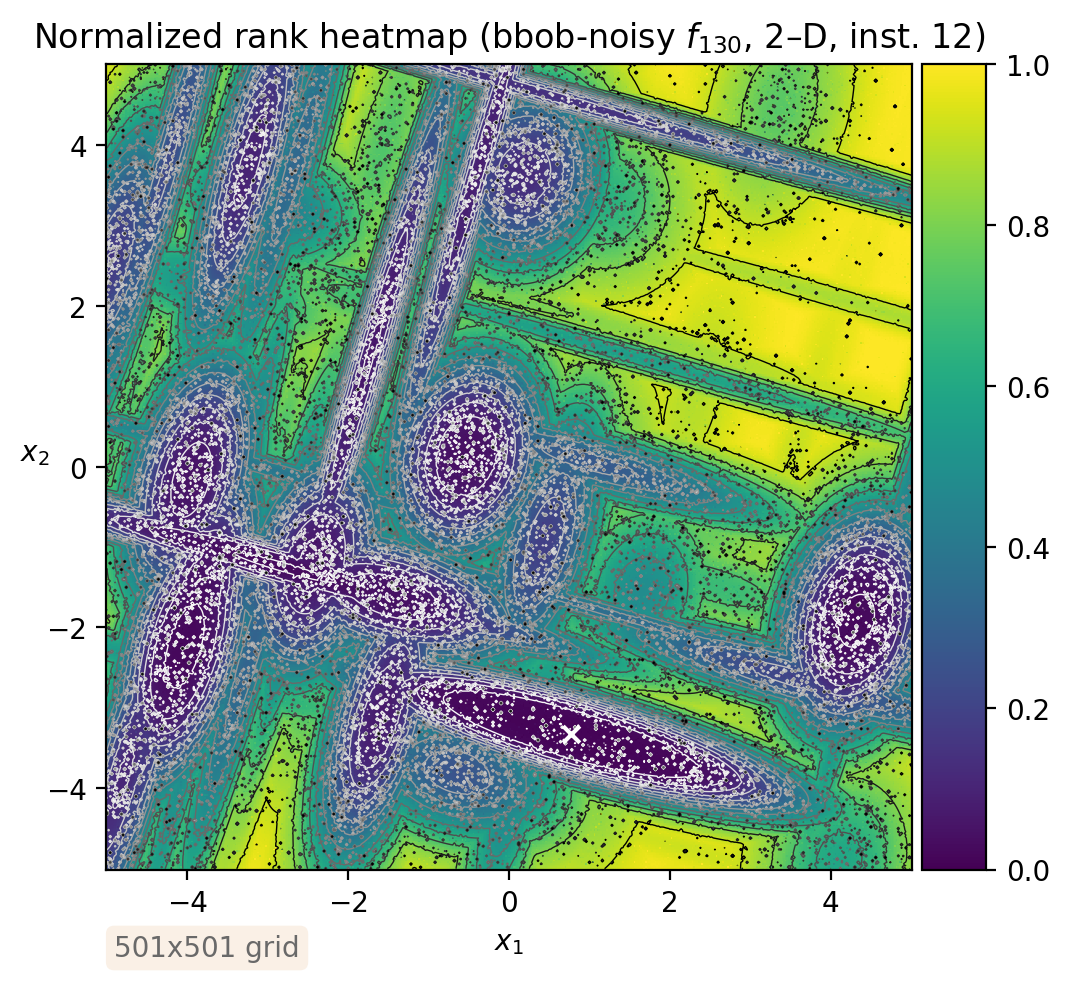 Normalized rank heatmap (bbob-noisy f₁₃₀, 2–D, inst. 12)
1.0
0.8
0.6
0.4
0.2
0.0
4
2
0
−2
−4
x₂
−4 −2 0 2 4
x₁
501x501 grid